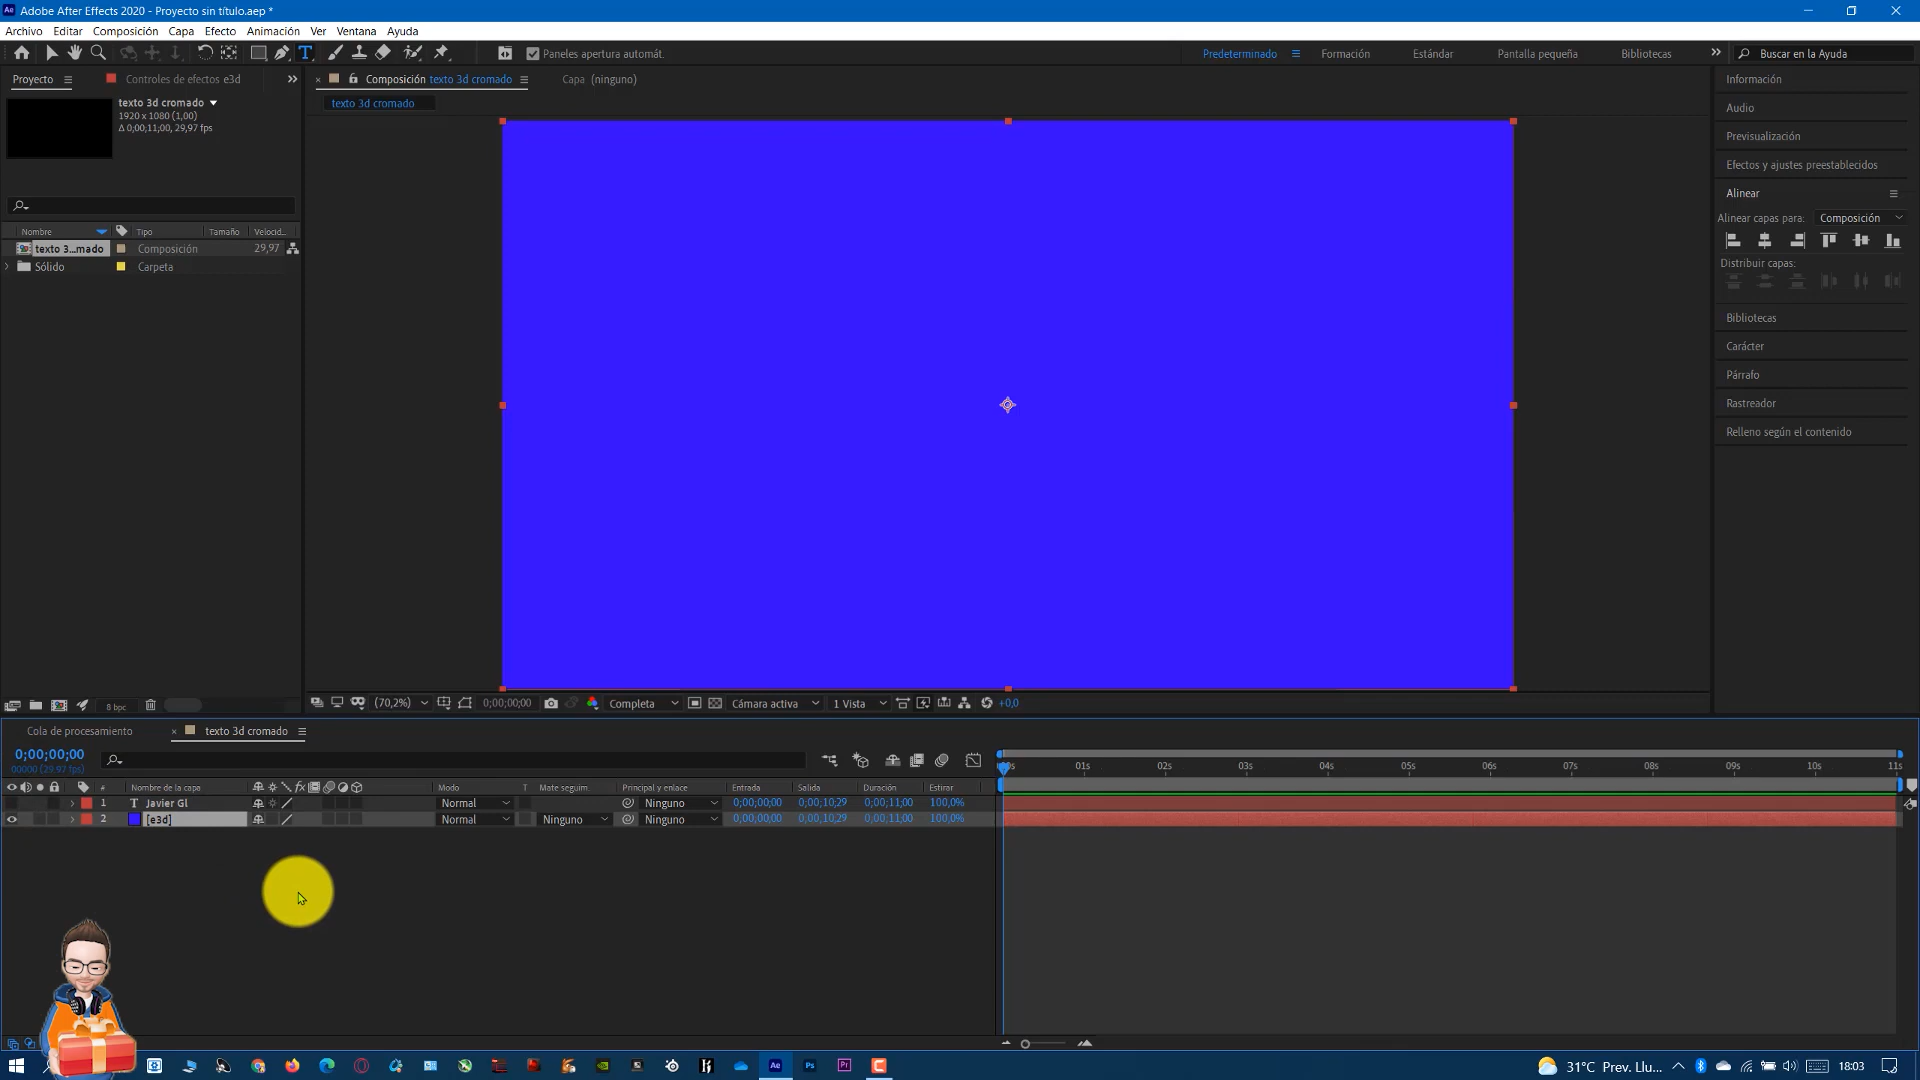 Adobe After Effects 2020 - Proyecto sin título.aep *
Archivo Editar Composición Capa Efecto Animación Ver Ventana Ayuda
Paneles apertura automát.
Predeterminado Formación Estándar Pantalla pequeña Bibliotecas Buscar en la Ayuda
Proyecto Controles de efectos e3d
Composición texto 3d cromado Capa (ninguno)
texto 3d cromado
texto 3d cromado
1920 x 1080 (1,00)
Δ 0;00;11;00, 29,97 fps
Nombre Tipo Tamaño Velocid...
texto 3...mado Composición 29,97
Sólido Carpeta
Información
Audio
Previsualización
Efectos y ajustes preestablecidos
Alinear
Alinear capas para: Composición
Distribuir capas:
Bibliotecas
Carácter
Párrafo
Rastreador
Relleno según el contenido
8 bpc
(70,2%) 0;00;00;00 Completa Cámara activa 1 Vista +0,0
Cola de procesamiento texto 3d cromado
0;00;00;00
00000 (29.97 fps)
# Nombre de la capa Modo T Mate seguim. Principal y enlace Entrada Salida Duración Estirar
1 T Javier Gl Normal Ninguno 0;00;00;00 0;00;10;29 0;00;11;00 100,0%
2 [e3d] Normal Ninguno Ninguno 0;00;00;00 0;00;10;29 0;00;11;00 100,0%
01s 02s 03s 04s 05s 06s 07s 08s 09s 10s 11s
31°C Prev. Llu... 18:03